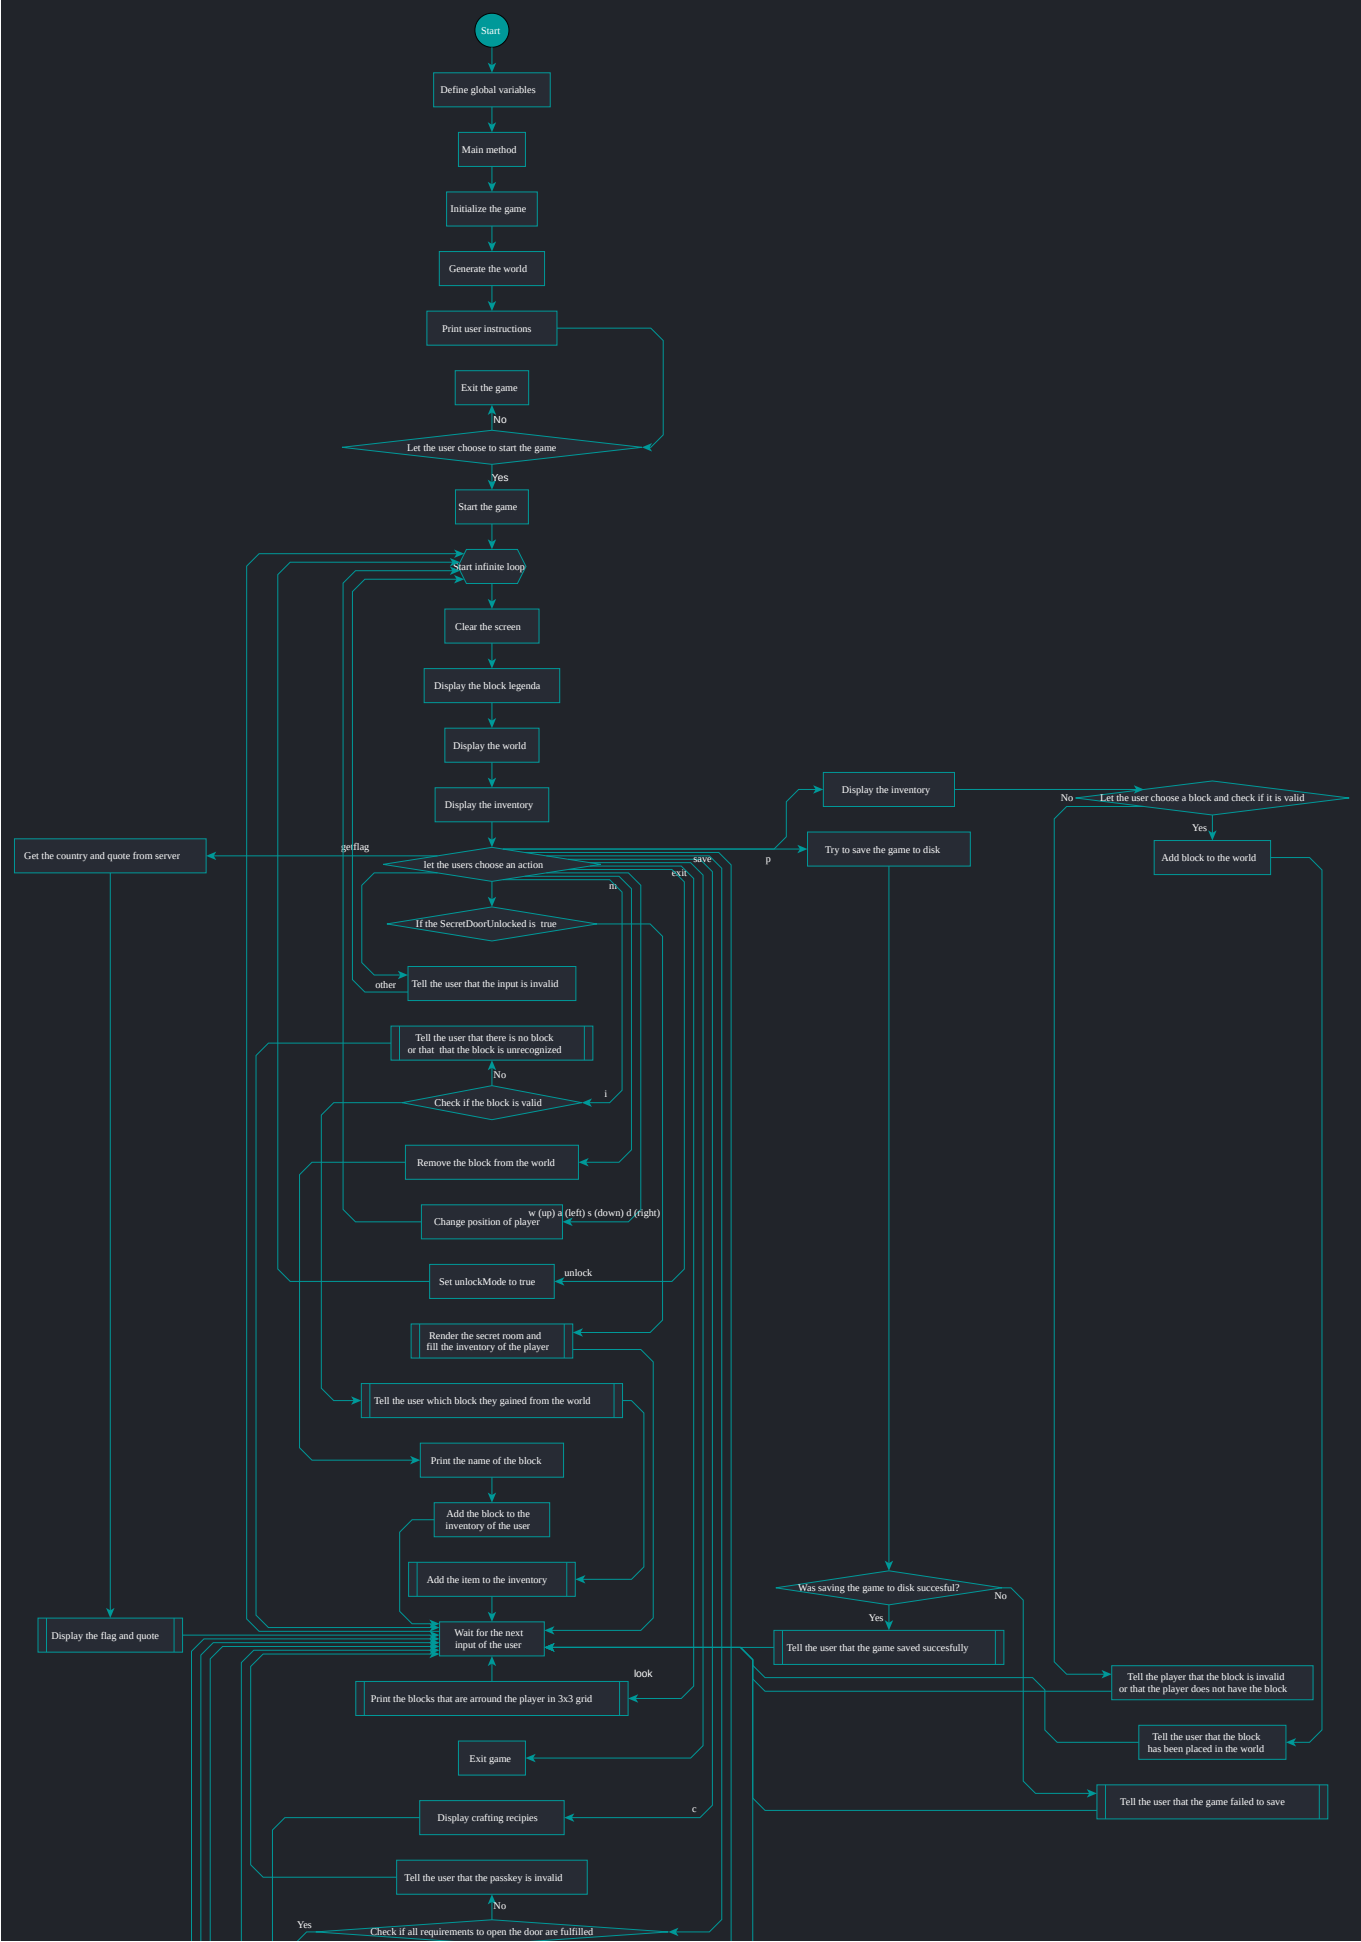 Start
Define global variables
Main method
Initialize the game
Generate the world
Print user instructions
Exit the game
No
Let the user choose to start the game
Yes
Start the game
Start infinite loop
Clear the screen
Display the block legenda
Display the world
Display the inventory
Display the inventory
No
Let the user choose a block and check if it is valid
Yes
Add block to the world
Get the country and quote from server
getflag
let the users choose an action
save
p
exit
m
Try to save the game to disk
If the SecretDoorUnlocked is  true
other
Tell the user that the input is invalid
Tell the user that there is no block
or that  that the block is unrecognized
No
i
Check if the block is valid
Remove the block from the world
w (up) a (left) s (down) d (right)
Change position of player
unlock
Set unlockMode to true
Render the secret room and
fill the inventory of the player
Tell the user which block they gained from the world
Print the name of the block
Add the block to the
inventory of the user
Add the item to the inventory
Was saving the game to disk succesful?
No
Yes
Display the flag and quote
Wait for the next
input of the user
Tell the user that the game saved succesfully
look
Print the blocks that are arround the player in 3x3 grid
Tell the player that the block is invalid
or that the player does not have the block
Tell the user that the block
has been placed in the world
Exit game
Tell the user that the game failed to save
c
Display crafting recipies
Tell the user that the passkey is invalid
No
Yes
Check if all requirements to open the door are fulfilled